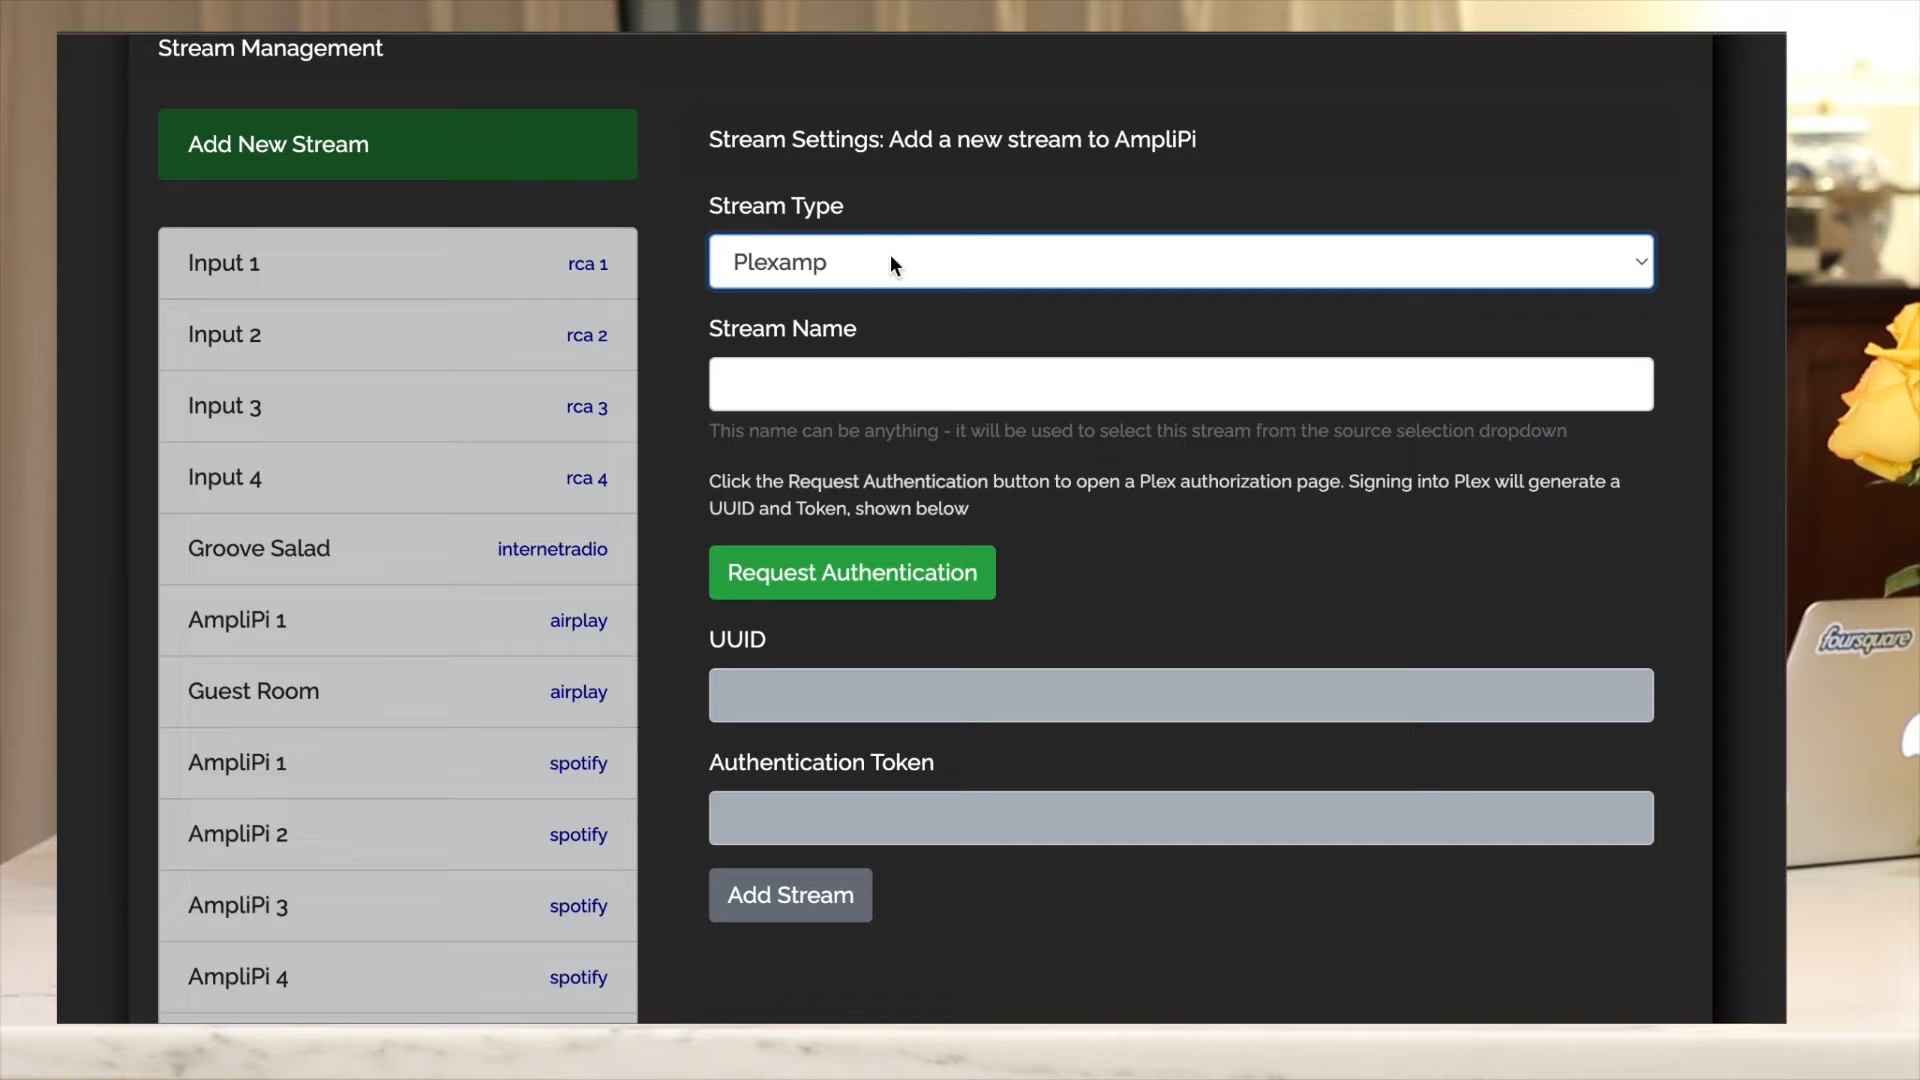 Stream Management
Add New Stream
Input 1 rca 1
Input 2 rca 2
Input 3 rca 3
Input 4 rca 4
Groove Salad internetradio
AmpliPi 1 airplay
Guest Room airplay
AmpliPi 1 spotify
AmpliPi 2 spotify
AmpliPi 3 spotify
AmpliPi 4 spotify
Stream Settings: Add a new stream to AmpliPi
Stream Type
Plexamp
Stream Name
This name can be anything - it will be used to select this stream from the source selection dropdown
Click the Request Authentication button to open a Plex authorization page. Signing into Plex will generate a
UUID and Token, shown below
Request Authentication
UUID
Authentication Token
Add Stream
foursquare